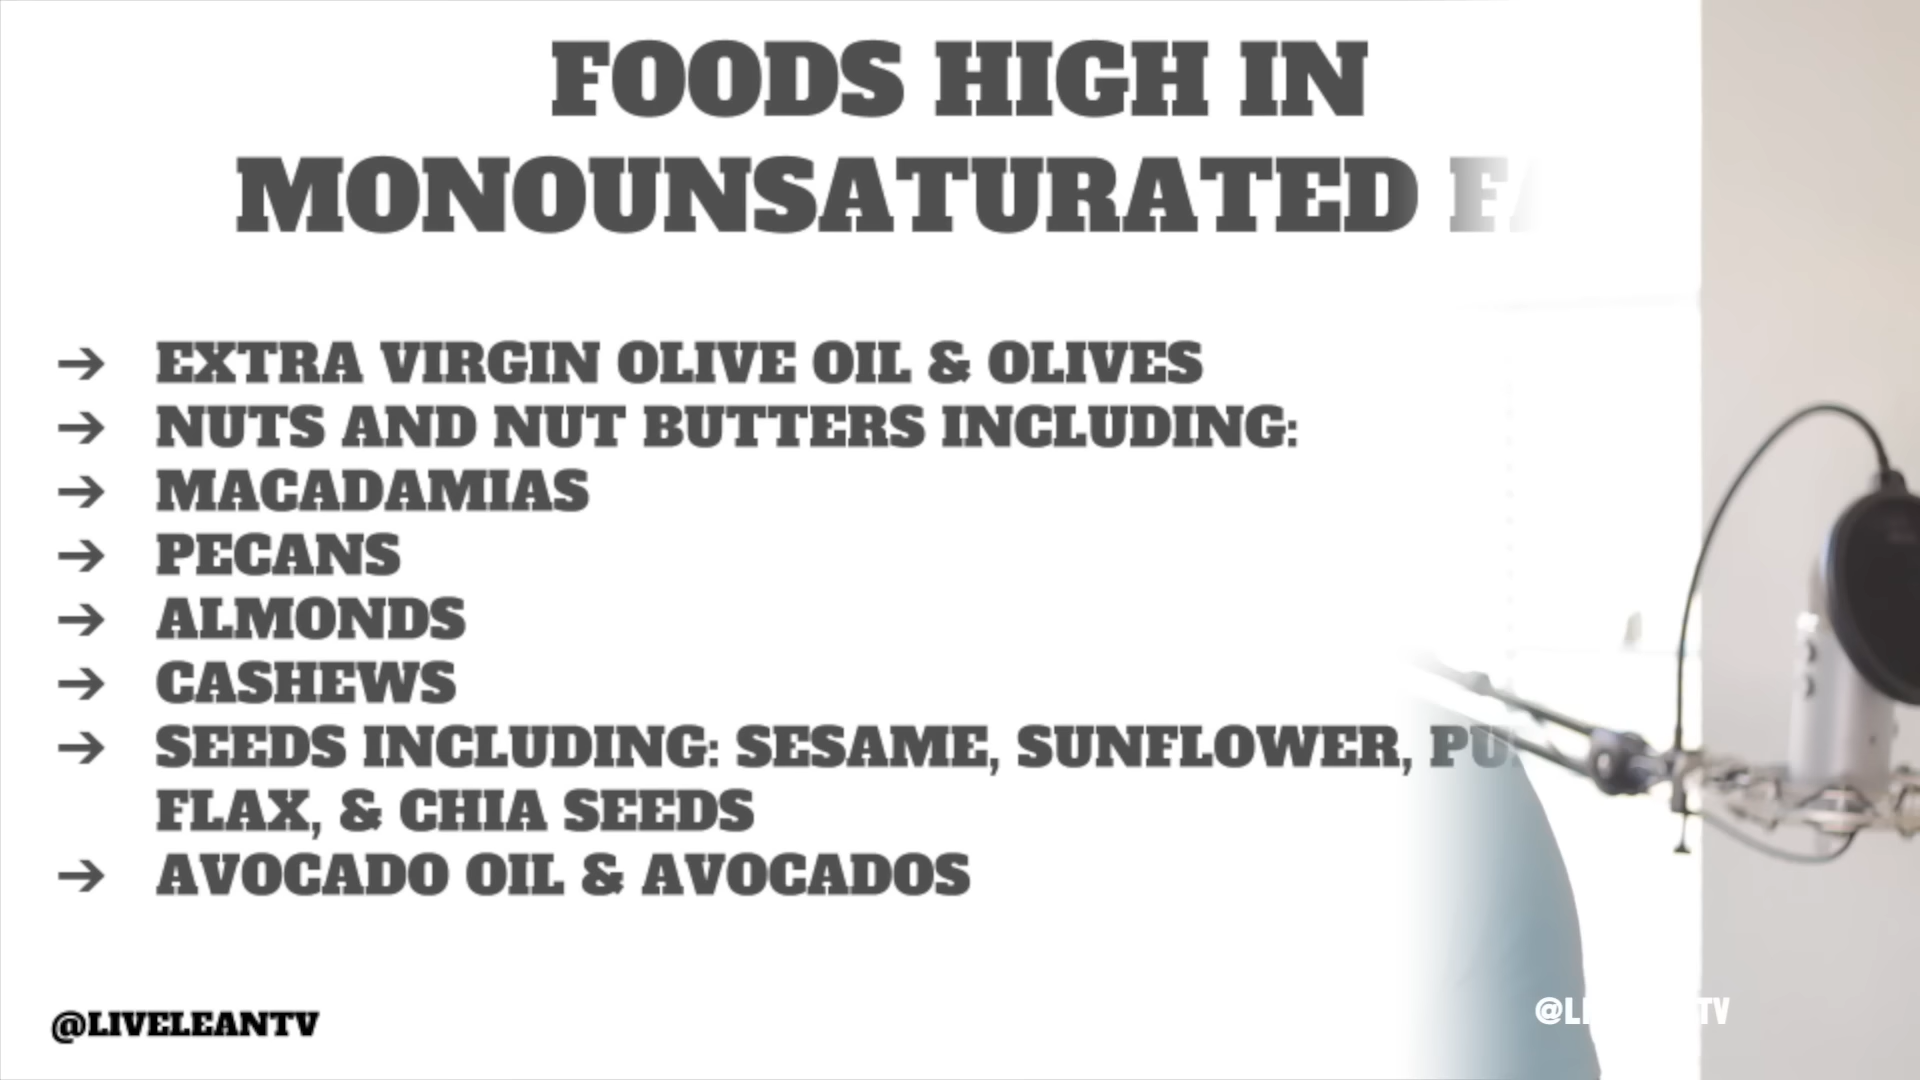 FOODS HIGH IN
MONOUNSATURATED
➔ EXTRA VIRGIN OLIVE OIL & OLIVES
➔ NUTS AND NUT BUTTERS INCLUDING:
➔ MACADAMIAS
➔ PECANS
➔ ALMONDS
➔ CASHEWS
➔ SEEDS INCLUDING: SESAME, SUNFLOWER,
FLAX, & CHIA SEEDS
➔ AVOCADO OIL & AVOCADOS
@LIVELEANTV